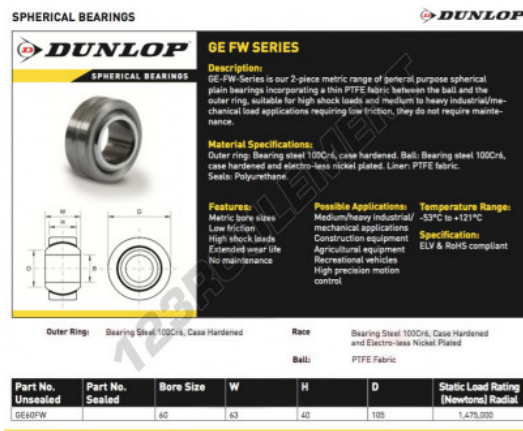 SPHERICAL BEARINGS
DUNLOP
DUNLOP
SPHERICAL BEARINGS
GE FW SERIES
Description:
GE-FW-Series is our 2-piece metric range of general purpose spherical
plain bearings incorporating a thin PTFE fabric between the ball and the
outer ring, suitable for high shock loads and medium to heavy industrial/me-
chanical load applications requiring low friction, they do not require mainte-
nance.
Material Specifications:
Outer ring: Bearing steel 100Cr6, case hardened. Ball: Bearing steel 100Cr6,
case hardened and electro-less nickel plated. Liner: PTFE fabric.
Seals: Polyurethane.
Features:
Metric bore sizes
Low friction
High shock loads
Extended wear life
No maintenance
Possible Applications:
Medium/heavy industrial/
mechanical applications
Construction equipment
Agricultural equipment
Recreational vehicles
High precision motion
control
Temperature Range:
-53°C to +121°C
Specification:
ELV & RoHS compliant
W
H
D
O
B
123ROULEMENT
Outer Ring: Bearing Steel 100Cr6, Case Hardened
Race Bearing Steel 100Cr6, Case Hardened
and Electro-less Nickel Plated
Ball: PTFE Fabric
Part No. Unsealed Part No. Sealed Bore Size W H D Static Load Rating (Newtons) Radial
GE60FW 60 63 40 105 1,475,000